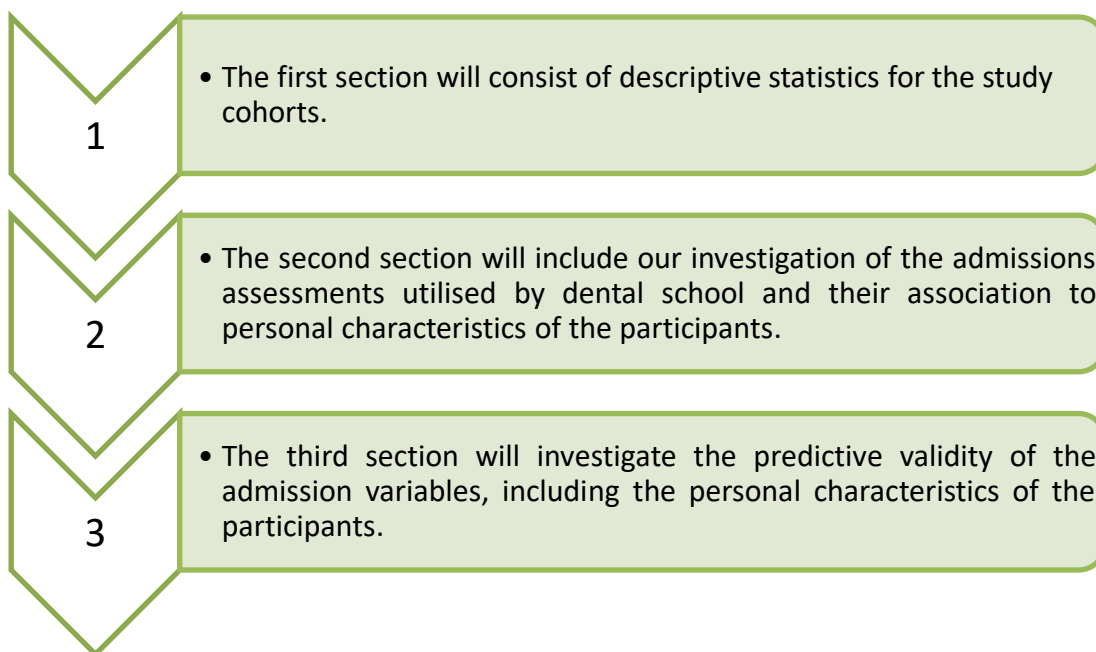 1
• The first section will consist of descriptive statistics for the study
cohorts.
2
• The second section will include our investigation of the admissions
assessments utilised by dental school and their association to
personal characteristics of the participants.
3
• The third section will investigate the predictive validity of the
admission variables, including the personal characteristics of the
participants.